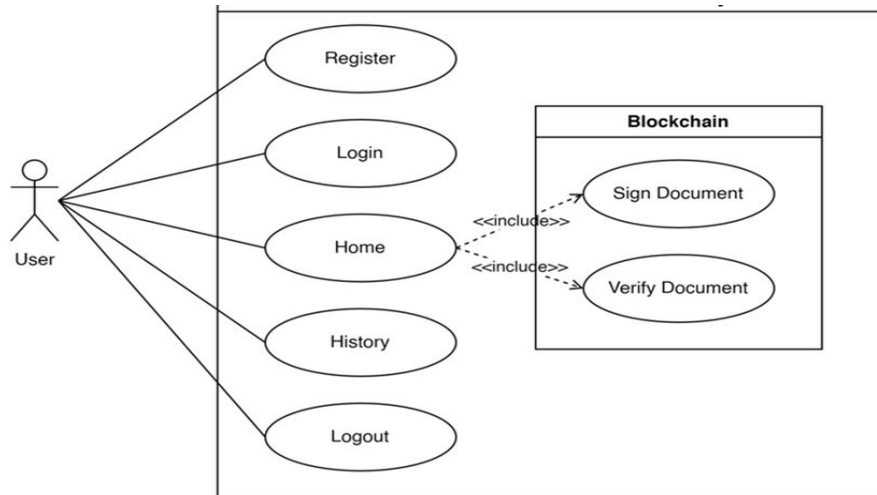 Register
Login
Home
History
Logout
User
<<include>>
<<include>>
Blockchain
Sign Document
Verify Document